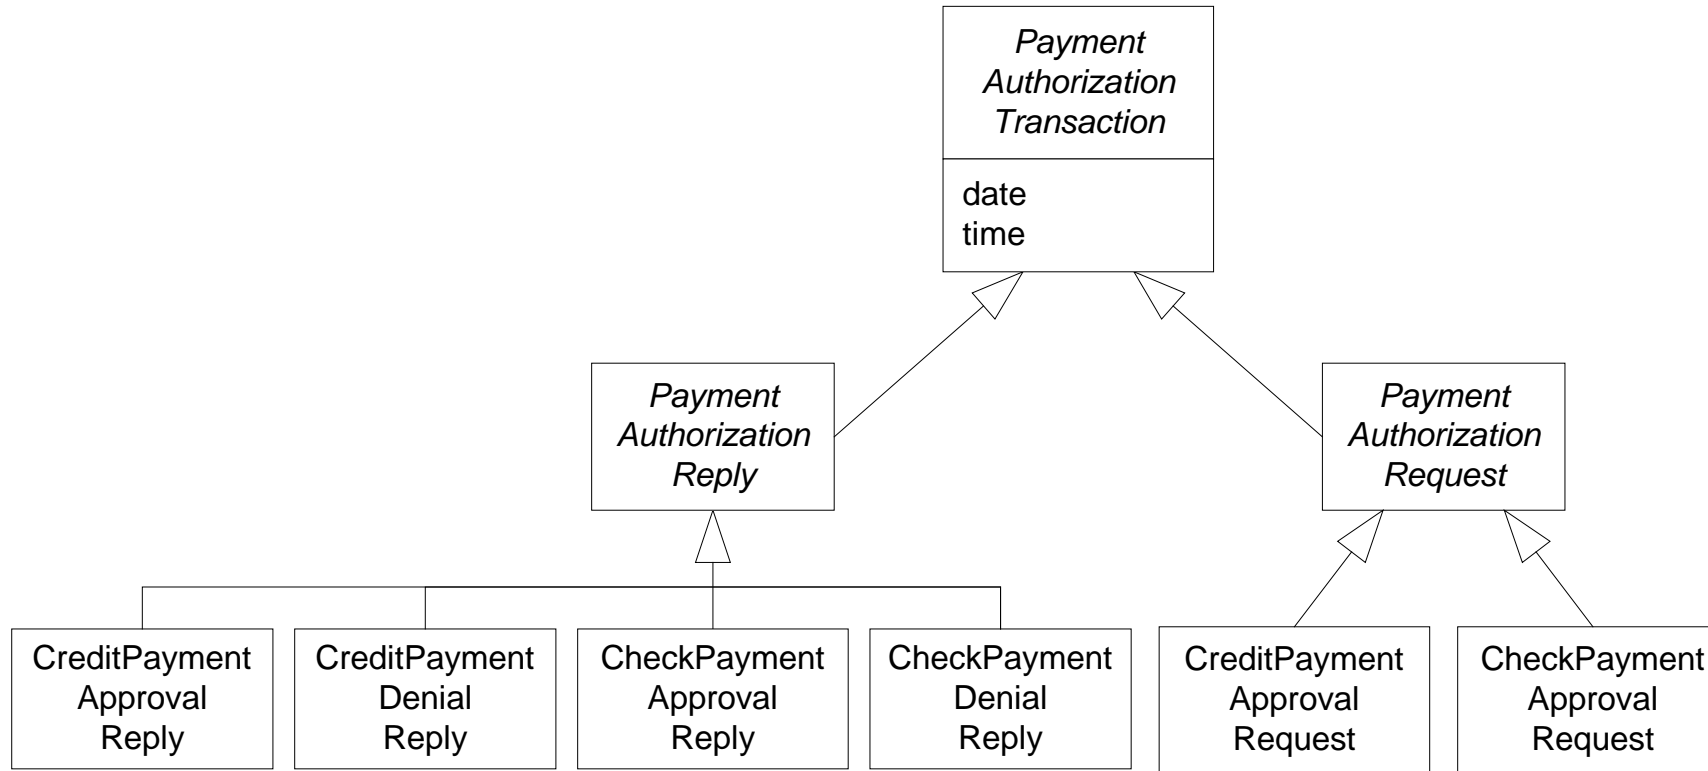 Payment
Authorization
Transaction
date
time
Payment
Authorization
Reply
Payment
Authorization
Request
CreditPayment
Approval
Reply
CreditPayment
Denial
Reply
CheckPayment
Approval
Reply
CheckPayment
Denial
Reply
CreditPayment
Approval
Request
CheckPayment
Approval
Request